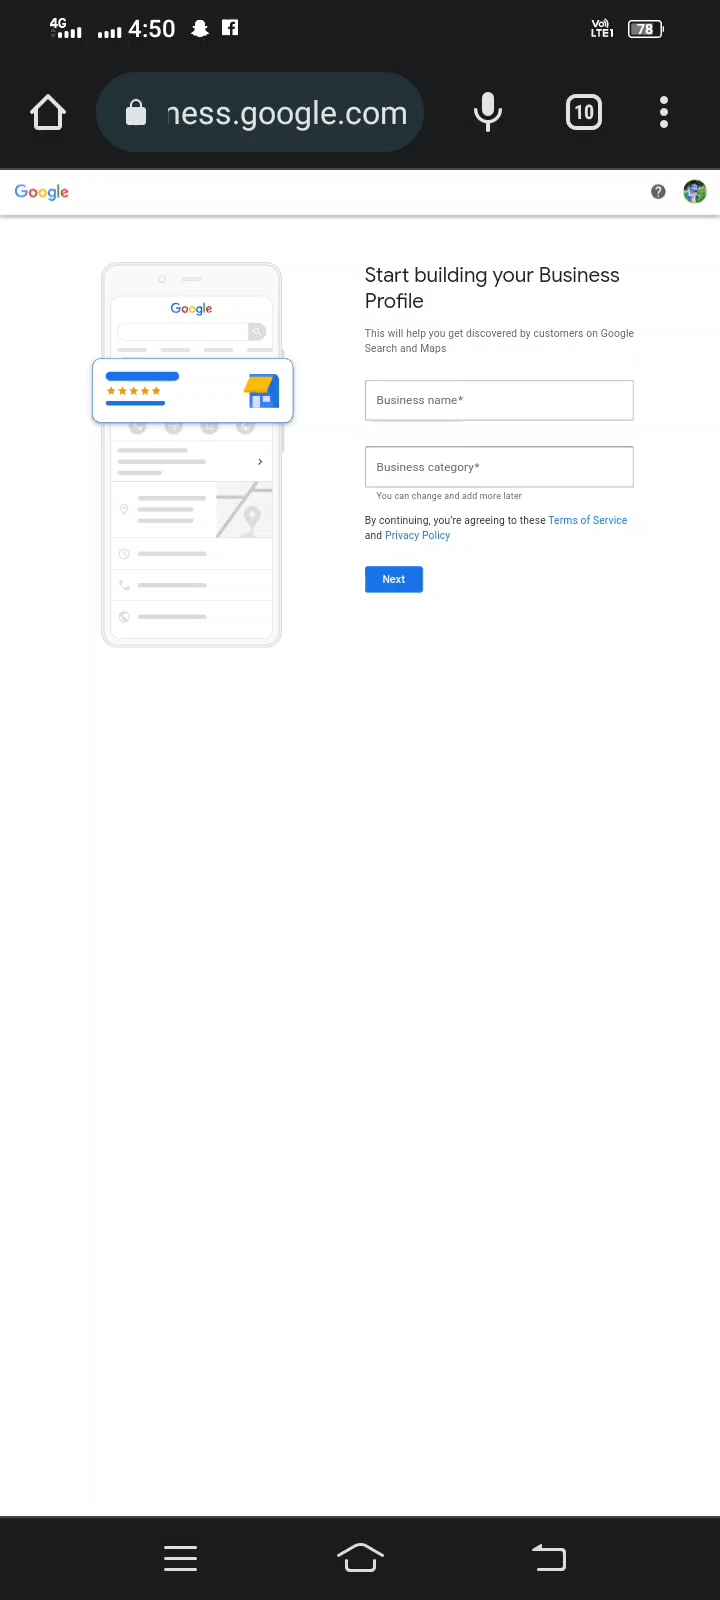 4G 4:50 Vo) LTE1 78
ness.google.com 10
Google
Google
Start building your Business
Profile
This will help you get discovered by customers on Google
Search and Maps
Business name*
Business category*
You can change and add more later
By continuing, you're agreeing to these Terms of Service
and Privacy Policy
Next